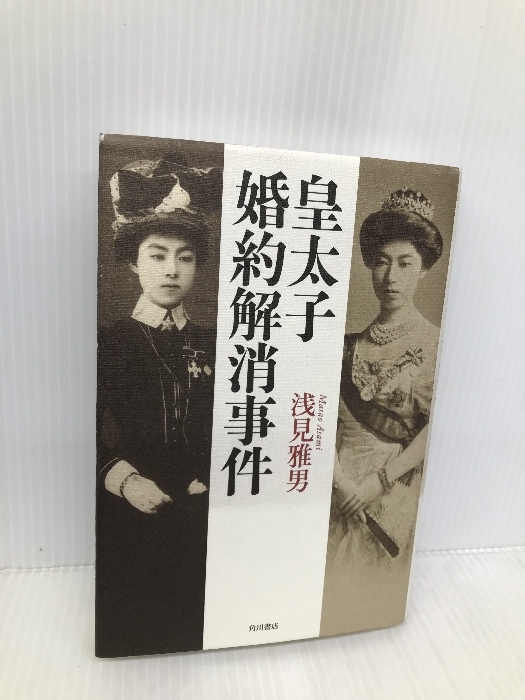 皇太子
婚約解消事件
Masao Asami
浅見雅男
角川書店